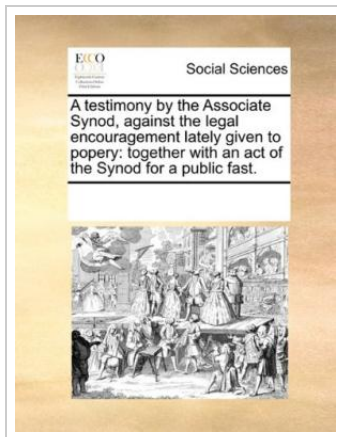 ECCO
Social Sciences
A testimony by the Associate
Synod, against the legal
encouragement lately given to
popery: together with an act of
the Synod for a public fast.